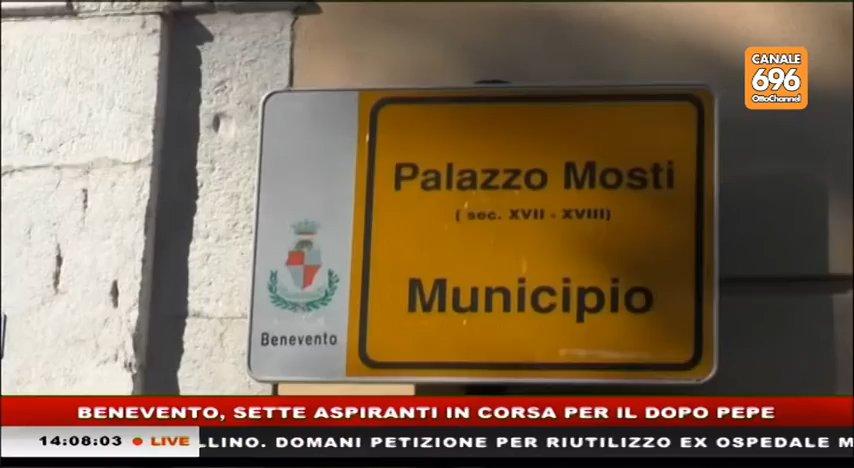 CANALE
696
OttoChannel
Palazzo Mosti
( sec. XVII - XVIII)
Municipio
Benevento
BENEVENTO, SETTE ASPIRANTI IN CORSA PER IL DOPO PEPE
14:08:03 LIVE LLINO. DOMANI PETIZIONE PER RIUTILIZZO EX OSPEDALE M